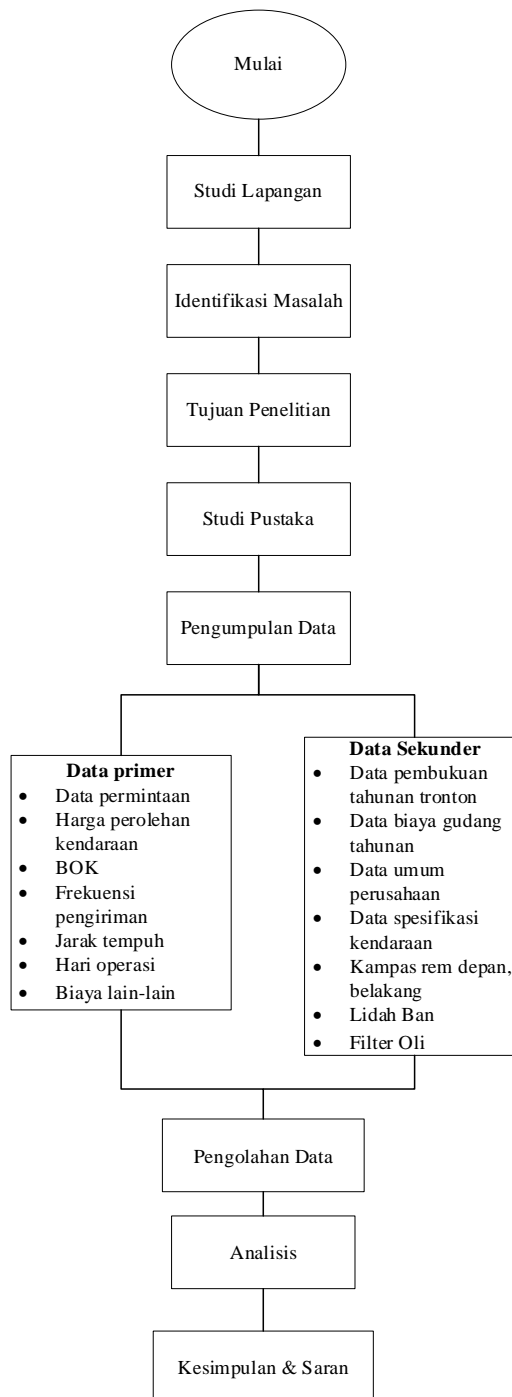 Mulai
Studi Lapangan
Identifikasi Masalah
Tujuan Penelitian
Studi Pustaka
Pengumpulan Data
Data primer
• Data permintaan
• Harga perolehan
kendaraan
• BOK
• Frekuensi
pengiriman
• Jarak tempuh
• Hari operasi
• Biaya lain-lain
Data Sekunder
• Data pembukuan
tahunan tronton
• Data biaya gudang
tahunan
• Data umum
perusahaan
• Data spesifikasi
kendaraan
• Kampas rem depan,
belakang
• Lidah Ban
• Filter Oli
Pengolahan Data
Analisis
Kesimpulan & Saran